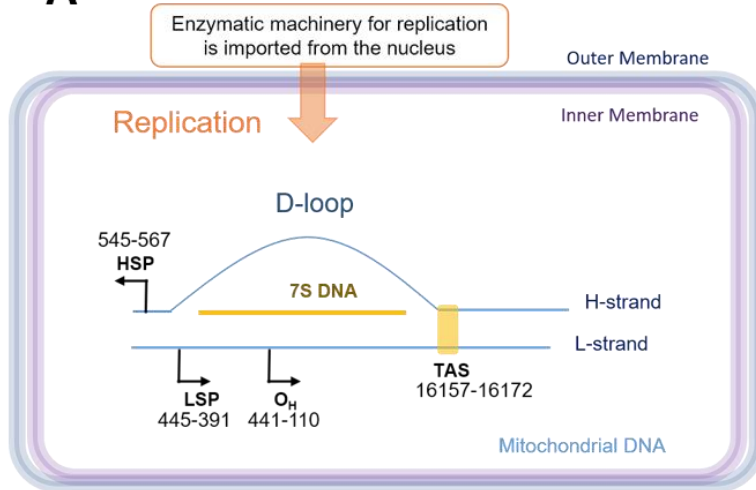 A
Enzymatic machinery for replication
is imported from the nucleus
Outer Membrane
Inner Membrane
Replication
D-loop
545-567
HSP
7S DNA
H-strand
L-strand
LSP
445-391
OH
441-110
TAS
16157-16172
Mitochondrial DNA